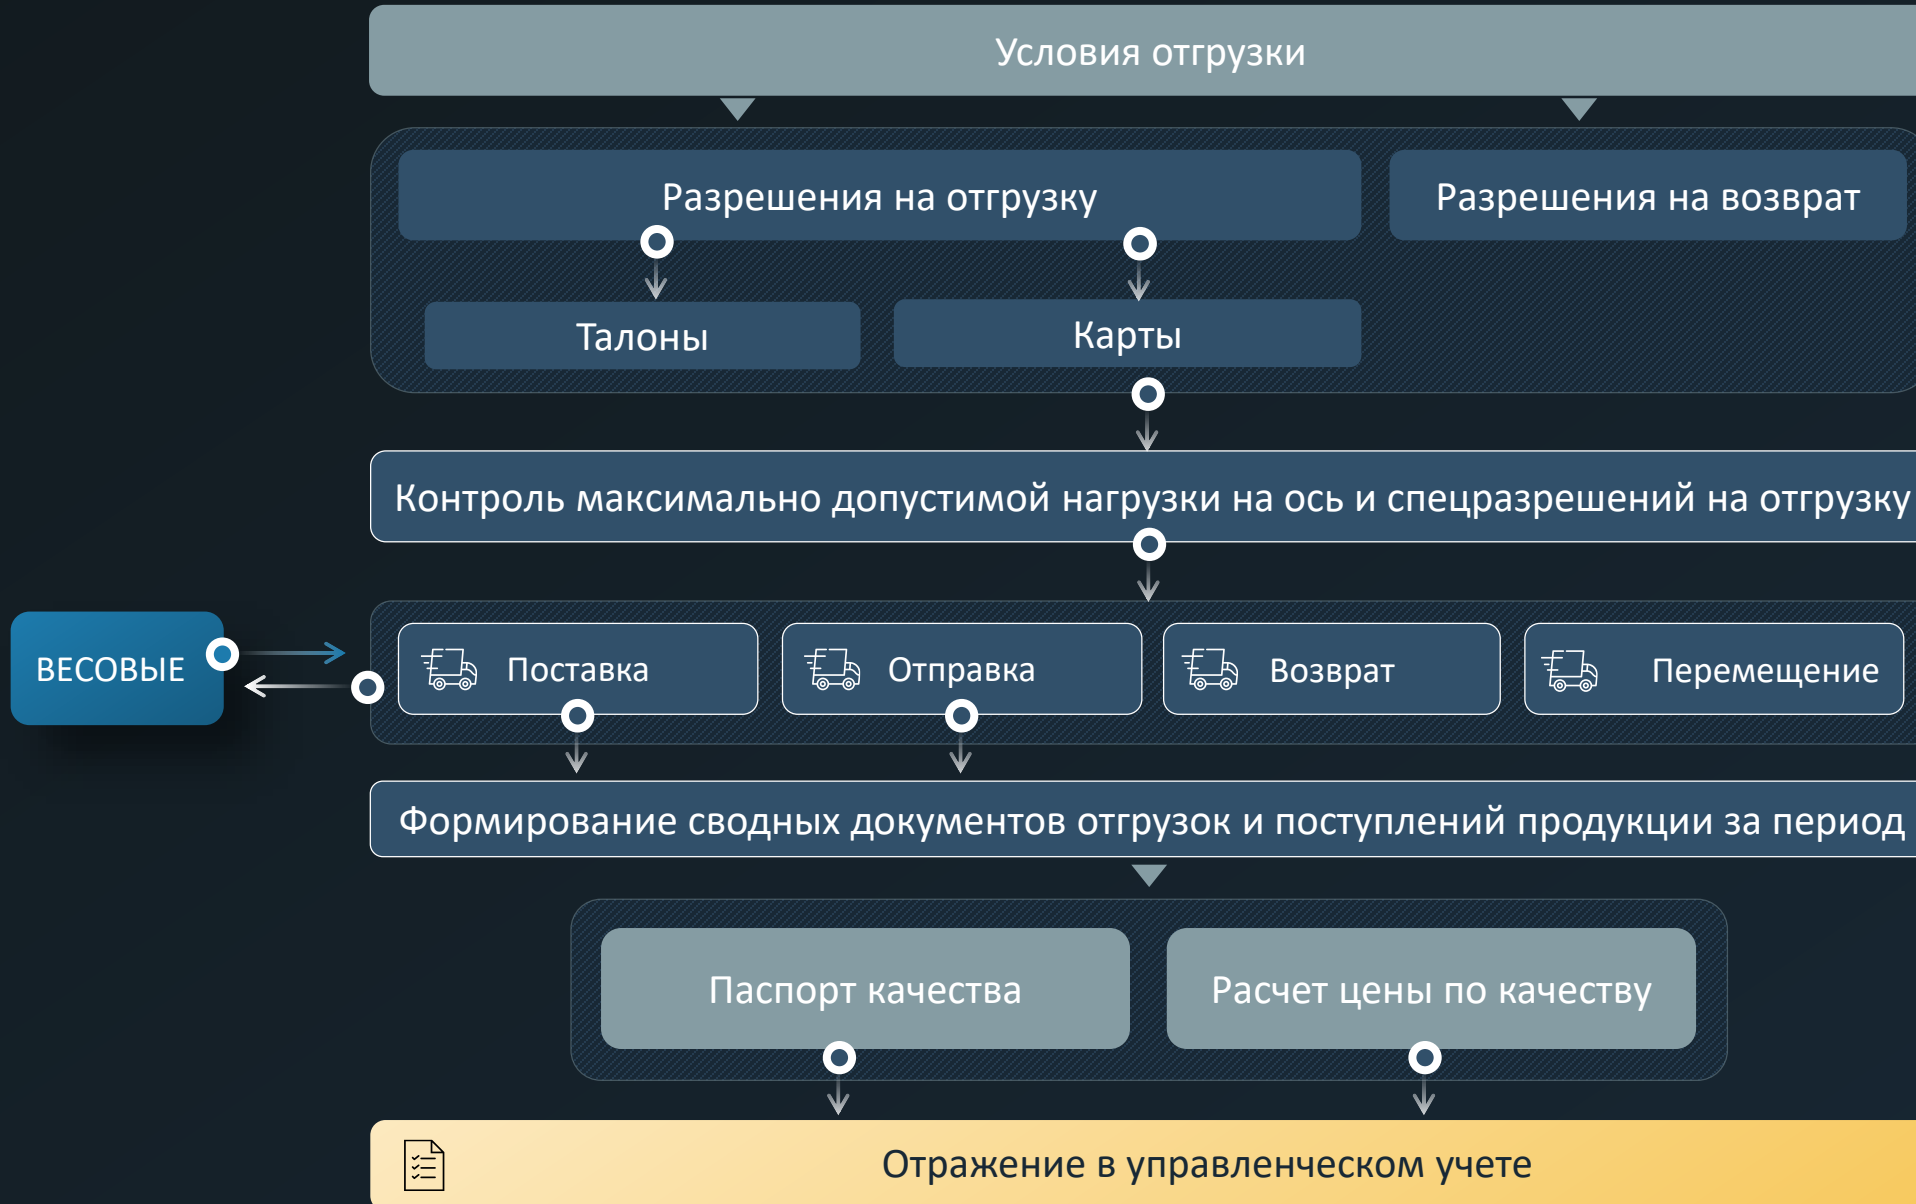 Условия отгрузки
Разрешения на отгрузку
Разрешения на возврат
Талоны
Карты
Контроль максимально допустимой нагрузки на ось и спецразрешений на отгрузку
ВЕСОВЫЕ
Поставка
Отправка
Возврат
Перемещение
Формирование сводных документов отгрузок и поступлений продукции за период
Паспорт качества
Расчет цены по качеству
Отражение в управленческом учете